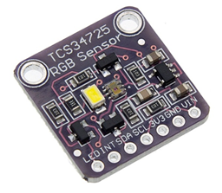 TCS34725
RGB Sensor
LED INT SDA SCL 3V3 GND VIN